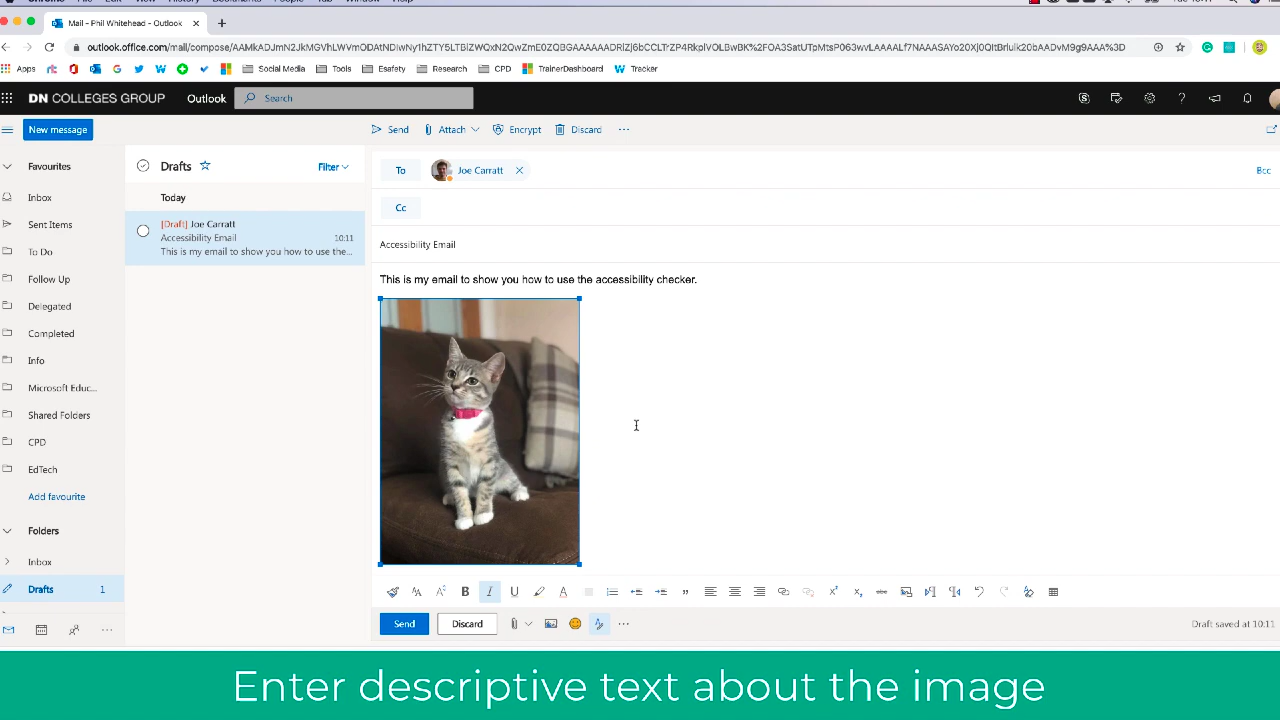 Mail - Phil Whitehead - Outlook
outlook.office.com/mail/compose/
Apps
Social Media
Tools
Esafety
Research
CPD
TrainerDashboard
Tracker
DN COLLEGES GROUP
Outlook
Search
New message
Send
Attach
Encrypt
Discard
Favourites
Drafts
Filter
To
Joe Carratt
Bcc
Inbox
Today
Cc
Sent Items
[Draft] Joe Carratt
Accessibility Email
10:11
This is my email to show you how to use the...
Accessibility Email
To Do
Follow Up
This is my email to show you how to use the accessibility checker.
Delegated
Completed
Info
Microsoft Educ...
Shared Folders
CPD
EdTech
Add favourite
Folders
Inbox
Drafts
1
Send
Discard
Draft saved at 10:11
Enter descriptive text about the image